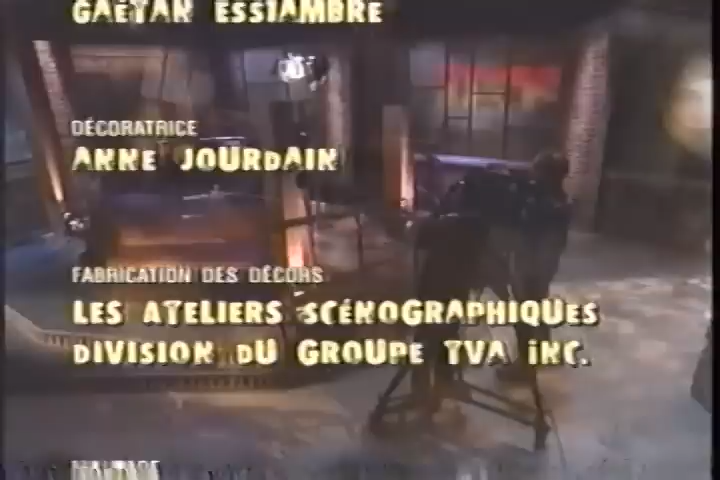 GAËTAN ESSIAMBRE
DÉCORATRICE
ANNE JOURDAIN
FABRICATION DES DÉCORS
LES ATELIERS SCÉNOGRAPHIQUES
DIVISION DU GROUPE TVA INC.